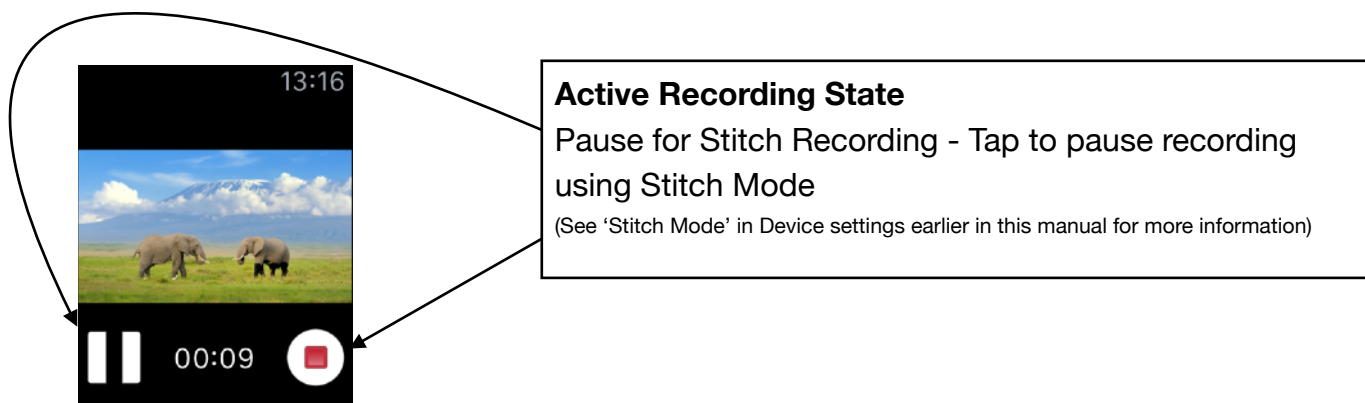 13:16
Active Recording State
Pause for Stitch Recording - Tap to pause recording
using Stitch Mode
(See ‘Stitch Mode’ in Device settings earlier in this manual for more information)
00:09